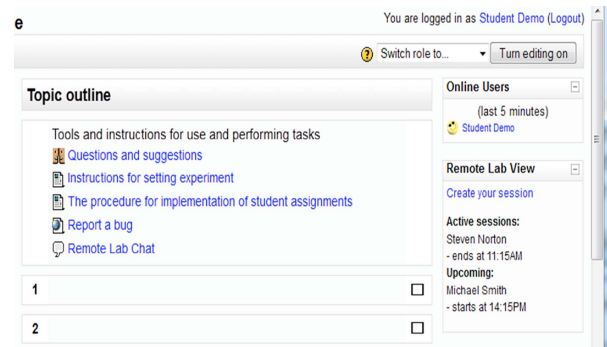 e
You are logged in as Student Demo (Logout)
Switch role to...
Turn editing on
Topic outline
Tools and instructions for use and performing tasks
Questions and suggestions
Instructions for setting experiment
The procedure for implementation of student assignments
Report a bug
Remote Lab Chat
1
2
Online Users
(last 5 minutes)
Student Demo
Remote Lab View
Create your session
Active sessions:
Steven Norton
- ends at 11:15AM
Upcoming:
Michael Smith
- starts at 14:15PM